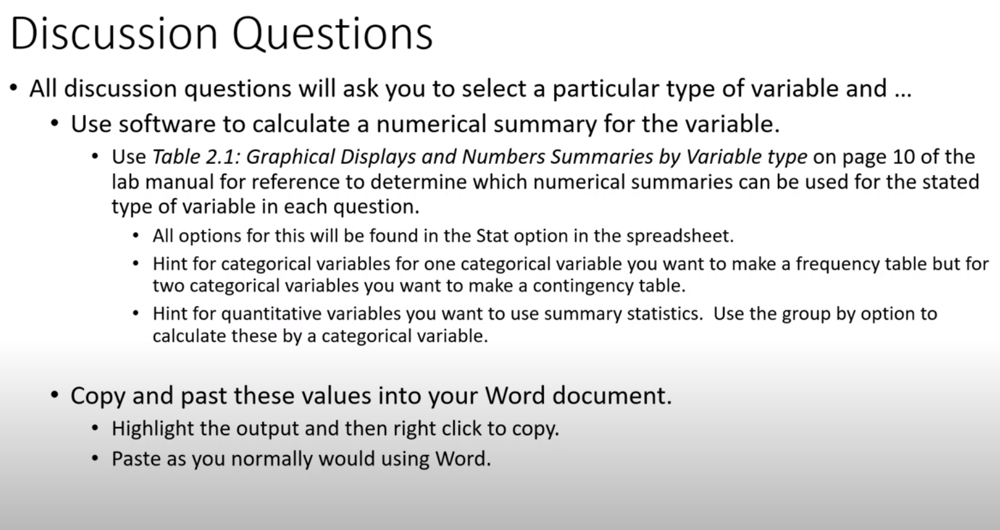 Discussion Questions
• All discussion questions will ask you to select a particular type of variable and ...
• Use software to calculate a numerical summary for the variable.
• Use Table 2.1: Graphical Displays and Numbers Summaries by Variable type on page 10 of the
lab manual for reference to determine which numerical summaries can be used for the stated
type of variable in each question.
• All options for this will be found in the Stat option in the spreadsheet.
• Hint for categorical variables for one categorical variable you want to make a frequency table but for
two categorical variables you want to make a contingency table.
• Hint for quantitative variables you want to use summary statistics.  Use the group by option to
calculate these by a categorical variable.
• Copy and past these values into your Word document.
• Highlight the output and then right click to copy.
• Paste as you normally would using Word.